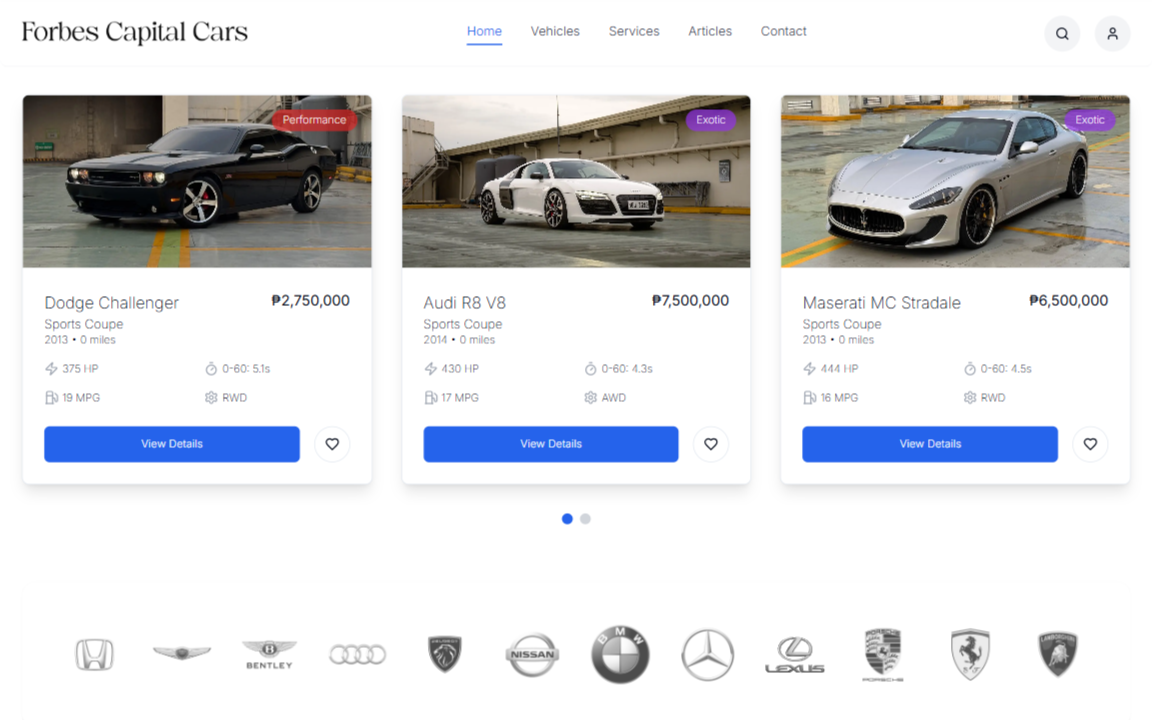 Forbes Capital Cars
Home Vehicles Services Articles Contact
Performance
Exotic
Exotic
Dodge Challenger ₱2,750,000
Sports Coupe
2013 • 0 miles
375 HP 0-60: 5.1s
19 MPG RWD
View Details
Audi R8 V8 ₱7,500,000
Sports Coupe
2014 • 0 miles
430 HP 0-60: 4.3s
17 MPG AWD
View Details
Maserati MC Stradale ₱6,500,000
Sports Coupe
2013 • 0 miles
444 HP 0-60: 4.5s
16 MPG RWD
View Details
BENTLEY
NISSAN
BMW
LEXUS
PORSCHE
LAMBORGHINI